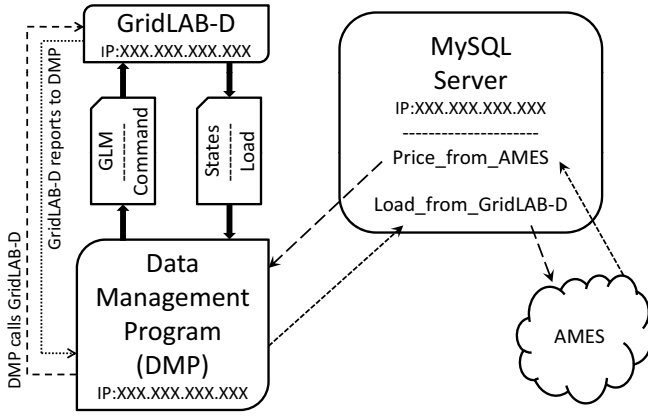 GridLAB-D
IP:XXX.XXX.XXX.XXX
DMP calls GridLAB-D
GridLAB-D reports to DMP
GLM
Command
States
Load
Data
Management
Program
(DMP)
IP:XXX.XXX.XXX.XXX
MySQL
Server
IP:XXX.XXX.XXX.XXX
Price_from_AMES
Load_from_GridLAB-D
AMES